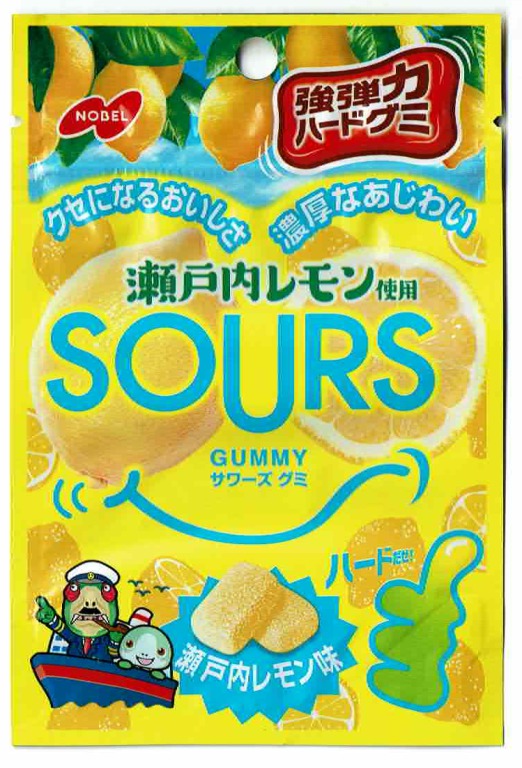 NOBEL
強弾力
ハードグミ
クセになるおいしさ
濃厚なあじわい
瀬戸内レモン使用
SOURS
GUMMY
サワーズ グミ
ハードだぜ!
瀬戸内レモン味